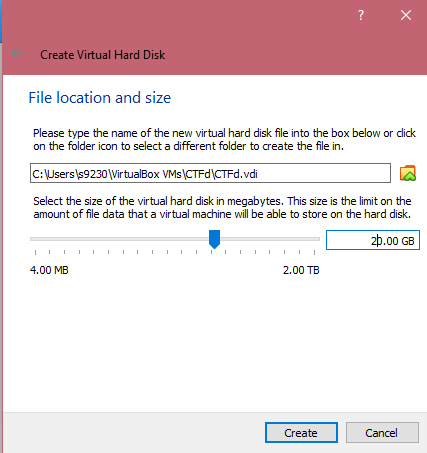 ?
Create Virtual Hard Disk
File location and size
Please type the name of the new virtual hard disk file into the box below or click
on the folder icon to select a different folder to create the file in.
C:\Users\s9230\VirtualBox VMs\CTFd\CTFd.vdi
Select the size of the virtual hard disk in megabytes. This size is the limit on the
amount of file data that a virtual machine will be able to store on the hard disk.
20.00 GB
4.00 MB 2.00 TB
Create Cancel